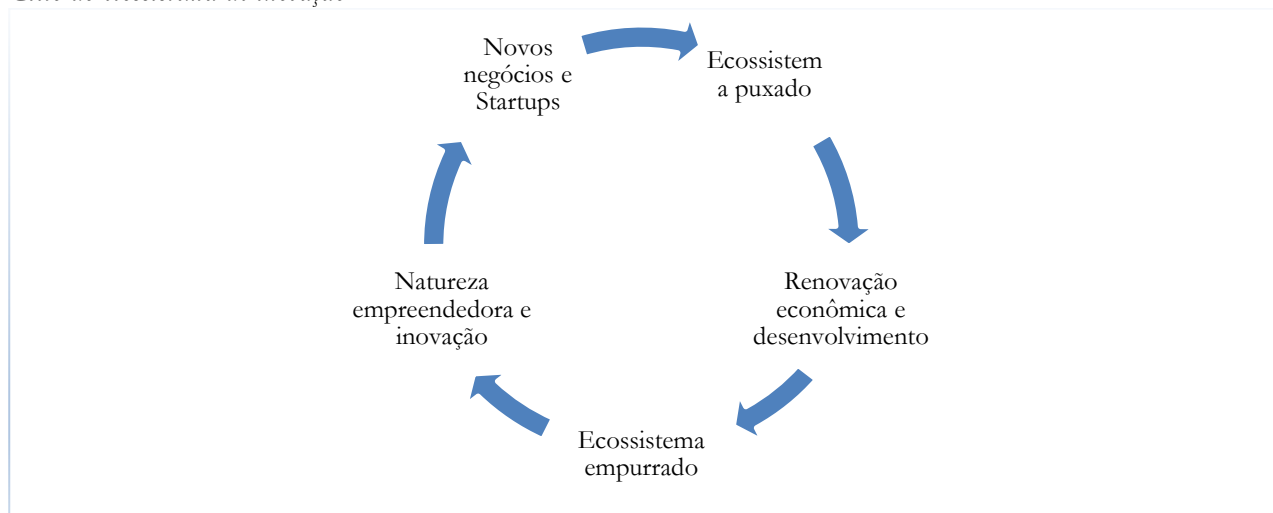 Novos
negócios e
Startups
Ecossistem
a puxado
Renovação
econômica e
desenvolvimento
Ecossistema
empurrado
Natureza
empreendedora e
inovação